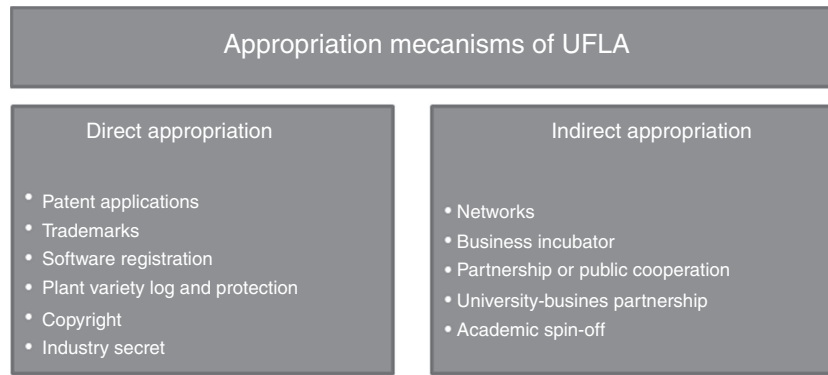 Appropriation mecanisms of UFLA
Direct appropriation
• Patent applications
• Trademarks
• Software registration
• Plant variety log and protection
• Copyright
• Industry secret
Indirect appropriation
• Networks
• Business incubator
• Partnership or public cooperation
• University-busines partnership
• Academic spin-off